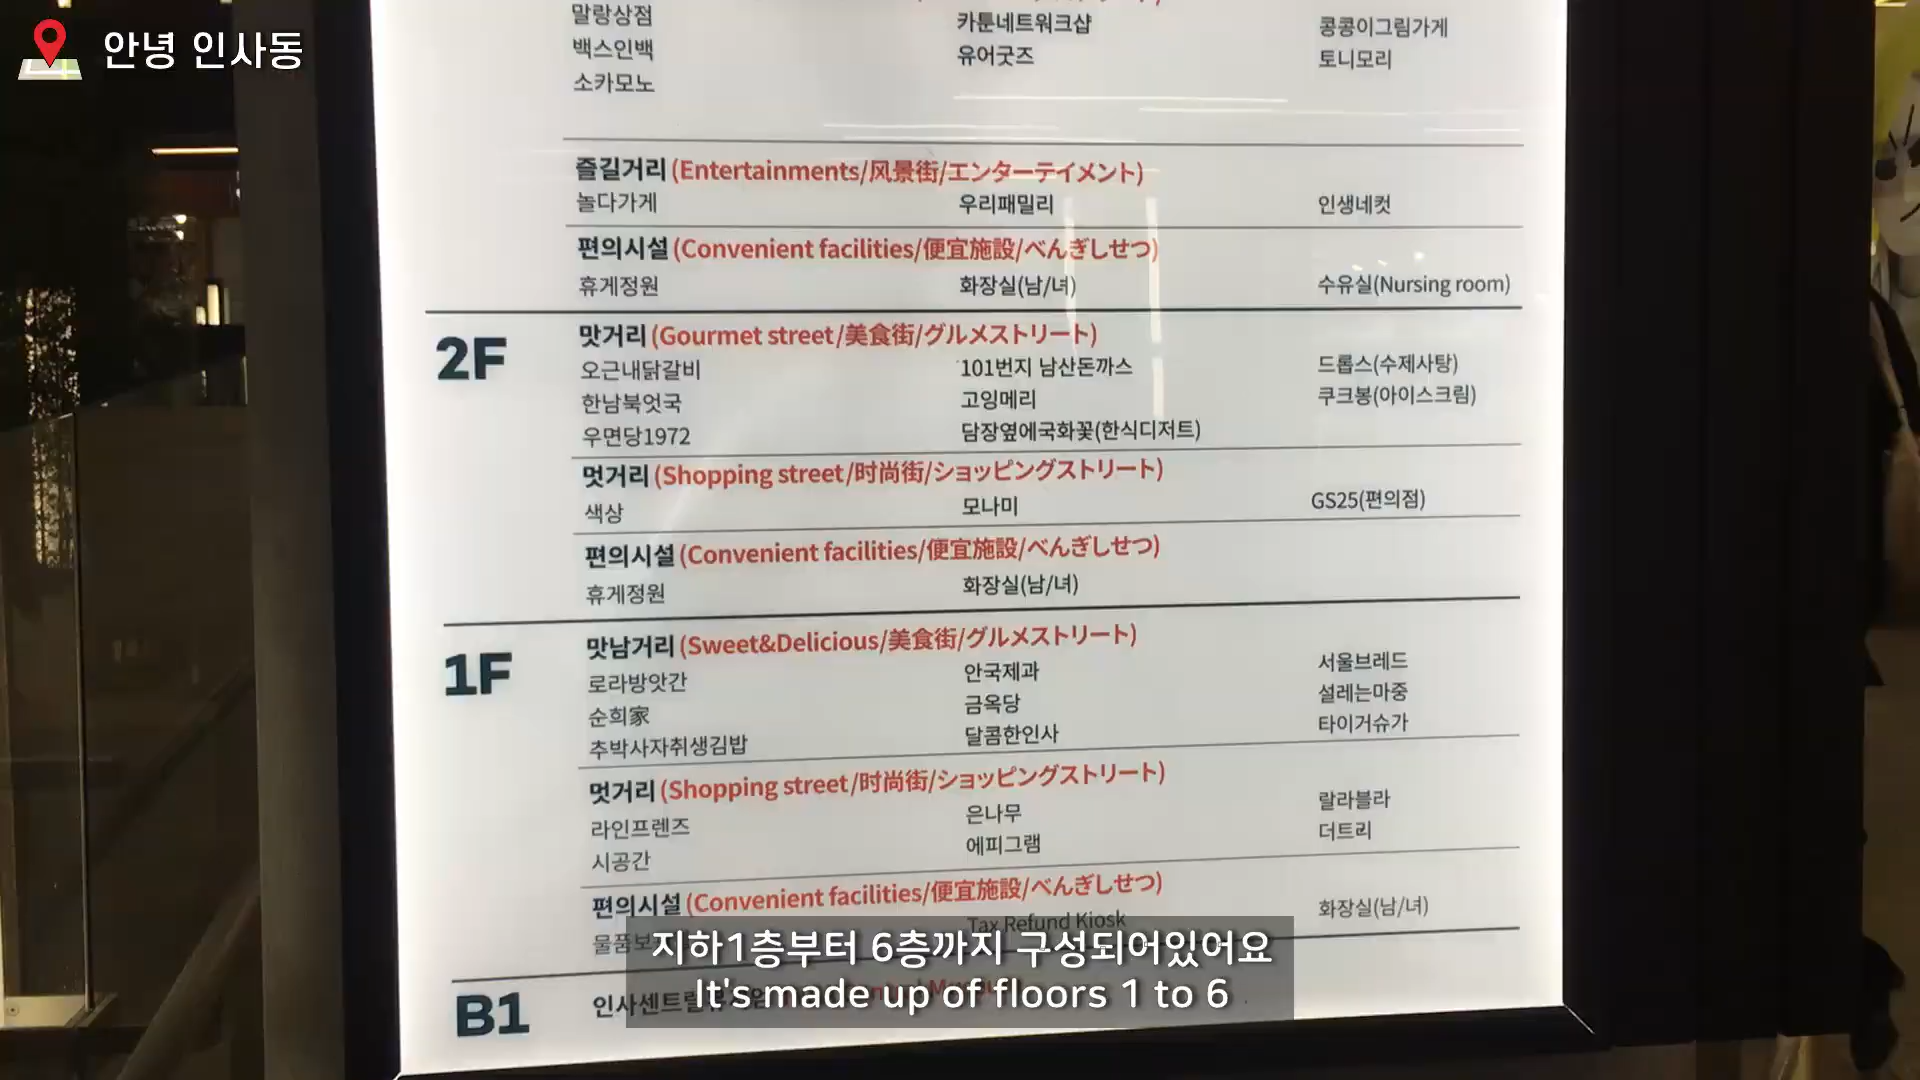 안녕 인사동
말랑상점 카툰네트워크샵 콩콩이그림가게
백스인백 유어굿즈 토니모리
소카모노
즐길거리 (Entertainments/风景街/エンターテイメント)
놀다가게 우리패밀리 인생네컷
편의시설 (Convenient facilities/便宜施設/べんぎしせつ)
휴게정원 화장실(남/녀) 수유실(Nursing room)
2F 맛거리 (Gourmet street/美食街/グルメストリート)
오근내닭갈비 101번지 남산돈까스 드롭스(수제사탕)
한남북엇국 고잉메리 쿠크봉(아이스크림)
우면당1972 담장옆에국화꽃(한식디저트)
멋거리 (Shopping street/时尚街/ショッピングストリート)
색상 모나미 GS25(편의점)
편의시설 (Convenient facilities/便宜施設/べんぎしせつ)
휴게정원 화장실(남/녀)
1F 맛남거리 (Sweet&Delicious/美食街/グルメストリート)
로라방앗간 안국제과 서울브레드
순희家 금옥당 설레는마중
추박사자취생김밥 달콤한인사 타이거슈가
멋거리 (Shopping street/时尚街/ショッピングストリート)
라인프렌즈 은나무 랄라블라
시공간 에피그램 더트리
편의시설 (Convenient facilities/便宜施設/べんぎしせつ)
Tax Refund Kiosk 화장실(남/녀)
B1
지하1층부터 6층까지 구성되어있어요
It's made up of floors 1 to 6